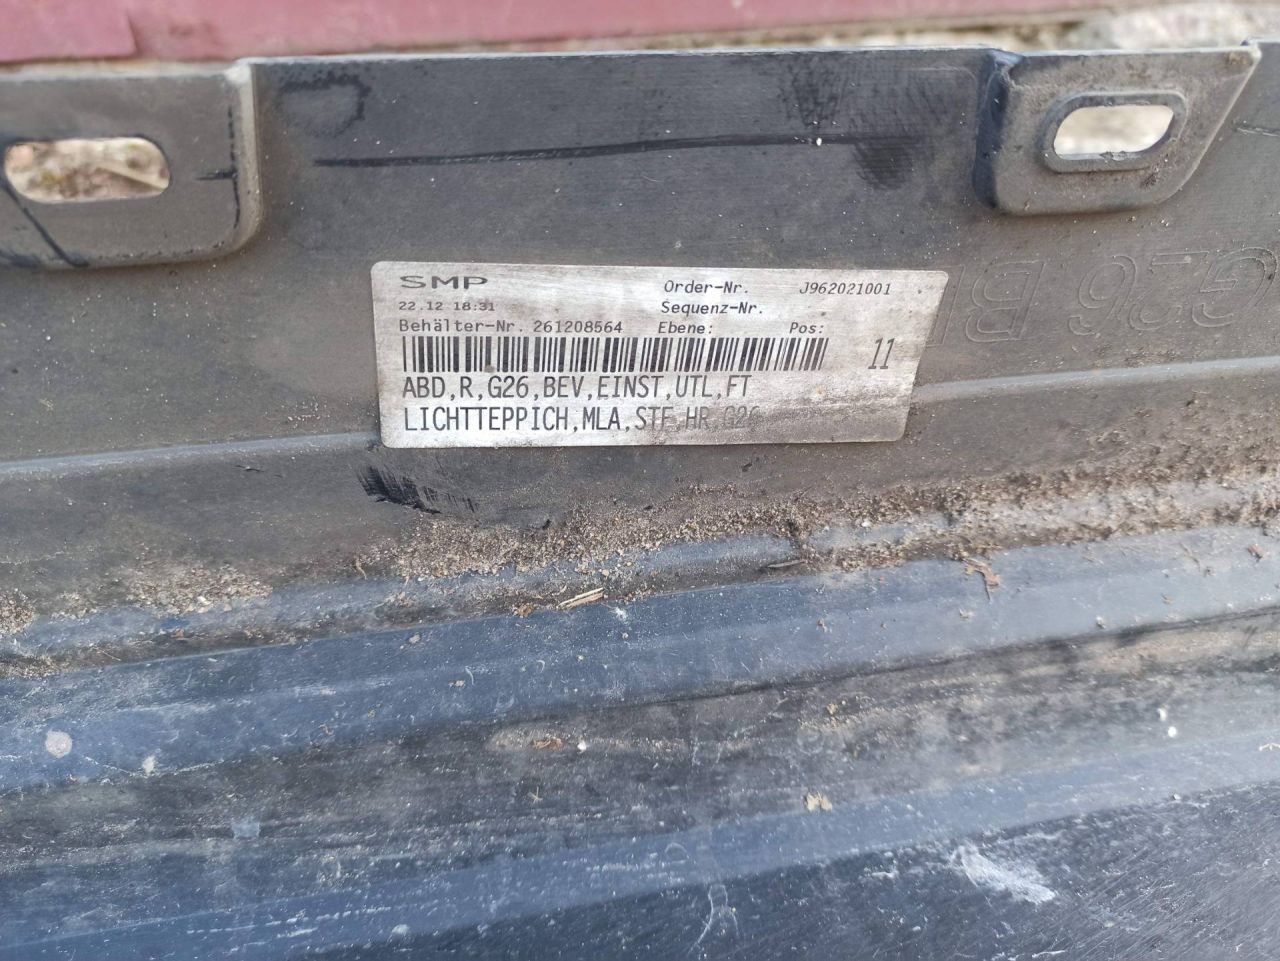 SMP
Order-Nr. J962021001
22.12 18:31
Sequenz-Nr.
Behälter-Nr. 261208564 Ebene: Pos:
11
ABD,R,G26,BEV,EINST,UTL,FT
LICHTTEPPICH,MLA,STF,HR,G26